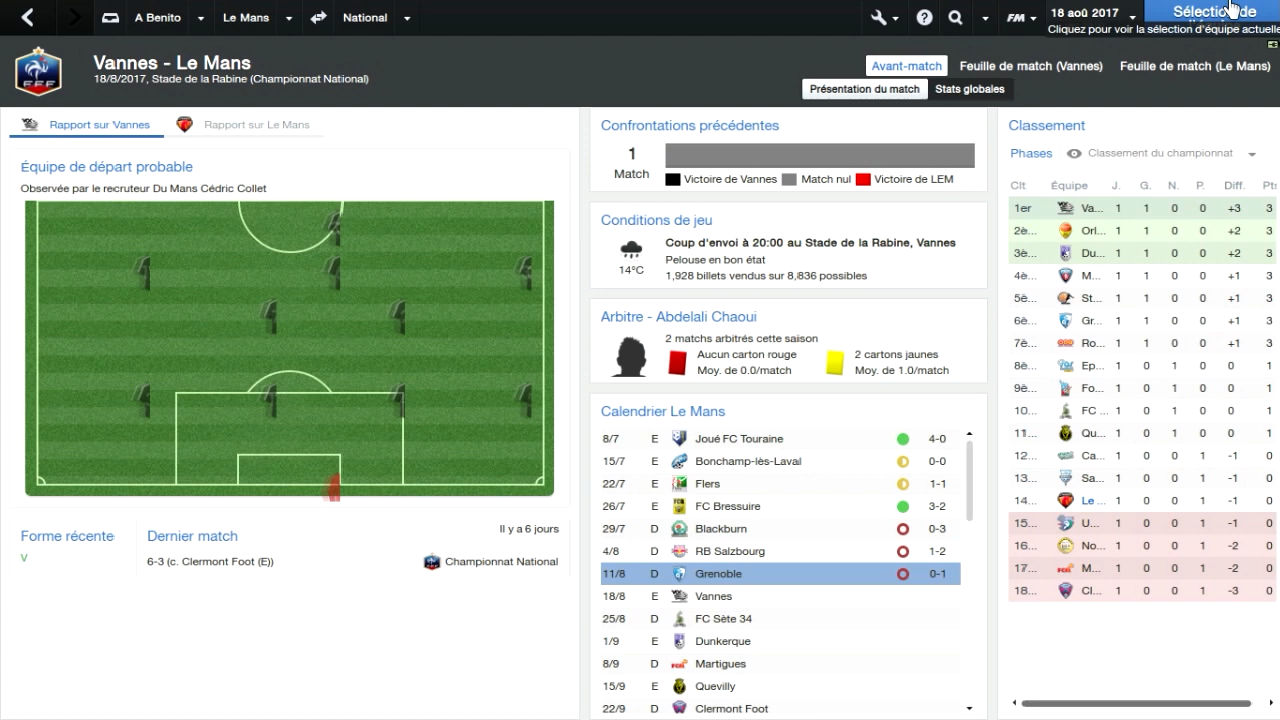 A Benito
Le Mans
National
FM
18 aoû 2017
Sélection de
Cliquez pour voir la sélection d'équipe actuelle
Vannes - Le Mans
18/8/2017, Stade de la Rabine (Championnat National)
FFF
Avant-match
Feuille de match (Vannes)
Feuille de match (Le Mans)
Présentation du match
Stats globales
Rapport sur Vannes
Rapport sur Le Mans
Équipe de départ probable
Observée par le recruteur Du Mans Cédric Collet
Forme récente
V
Dernier match
Il y a 6 jours
6-3 (c. Clermont Foot (E))
Championnat National
Confrontations précédentes
1
Match
Victoire de Vannes
Match nul
Victoire de LEM
Conditions de jeu
14°C
Coup d'envoi à 20:00 au Stade de la Rabine, Vannes
Pelouse en bon état
1,928 billets vendus sur 8,836 possibles
Arbitre - Abdelali Chaoui
2 matchs arbitrés cette saison
Aucun carton rouge
Moy. de 0.0/match
2 cartons jaunes
Moy. de 1.0/match
Calendrier Le Mans
8/7 E Joué FC Touraine 4-0
15/7 E Bonchamp-lès-Laval 0-0
22/7 E Flers 1-1
26/7 E FC Bressuire 3-2
29/7 D Blackburn 0-3
4/8 D RB Salzbourg 1-2
11/8 D Grenoble 0-1
18/8 E Vannes
25/8 D FC Sète 34
1/9 E Dunkerque
8/9 D Martigues
15/9 E Quevilly
22/9 D Clermont Foot
Classement
Phases
Classement du championnat
Clt Équipe J. G. N. P. Diff. Pts
1er Va... 1 1 0 0 +3 3
2è... Orl... 1 1 0 0 +2 3
3è... Du... 1 1 0 0 +2 3
4è... M... 1 1 0 0 +1 3
5è... St... 1 1 0 0 +1 3
6è... Gr... 1 1 0 0 +1 3
7è... Ro... 1 1 0 0 +1 3
8è... Ep... 1 0 1 0 0 1
9è... Fo... 1 0 1 0 0 1
10... FC ... 1 0 1 0 0 1
11... Qu... 1 0 1 0 0 1
12... Ca... 1 0 0 1 -1 0
13... Sa... 1 0 0 1 -1 0
14... Le ... 1 0 0 1 -1 0
15... U... 1 0 0 1 -1 0
16... No... 1 0 0 1 -2 0
17... M... 1 0 0 1 -2 0
18... Cl... 1 0 0 1 -3 0